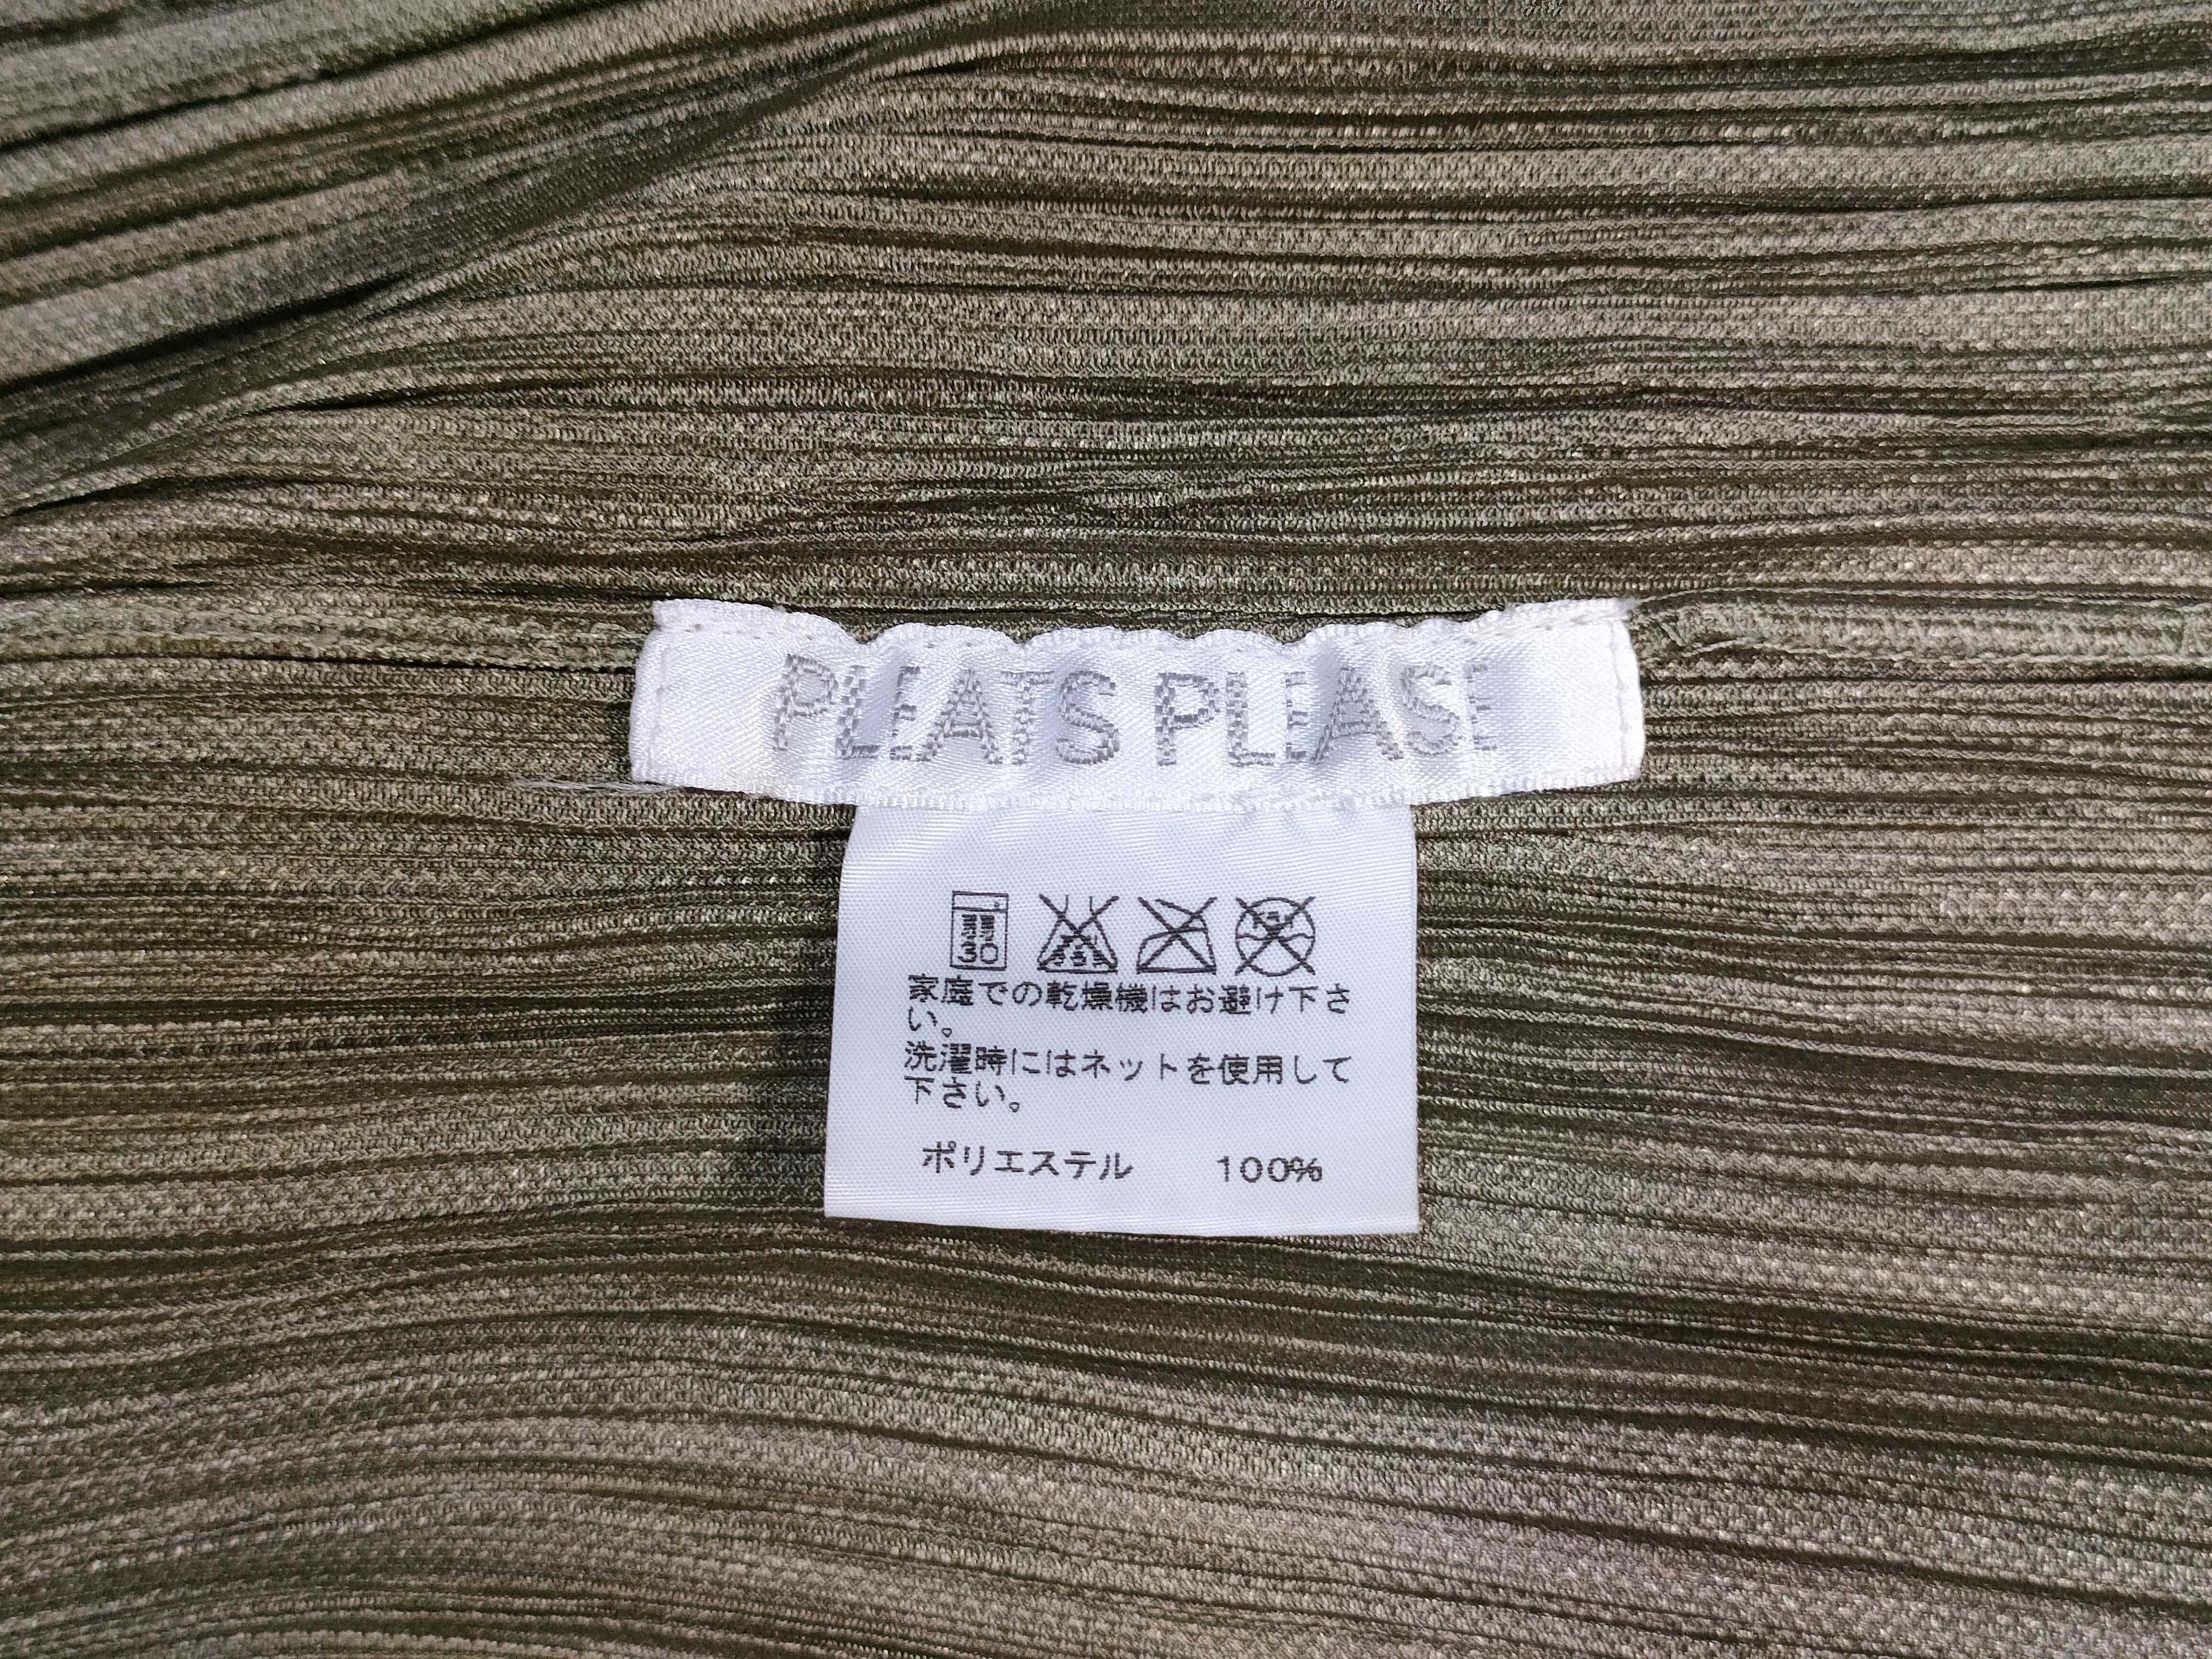 PLEATS PLEASE
弱
30
家庭での乾燥機はお避け下さ
い。
洗濯時にはネットを使用して
下さい。
ポリエステル 100%